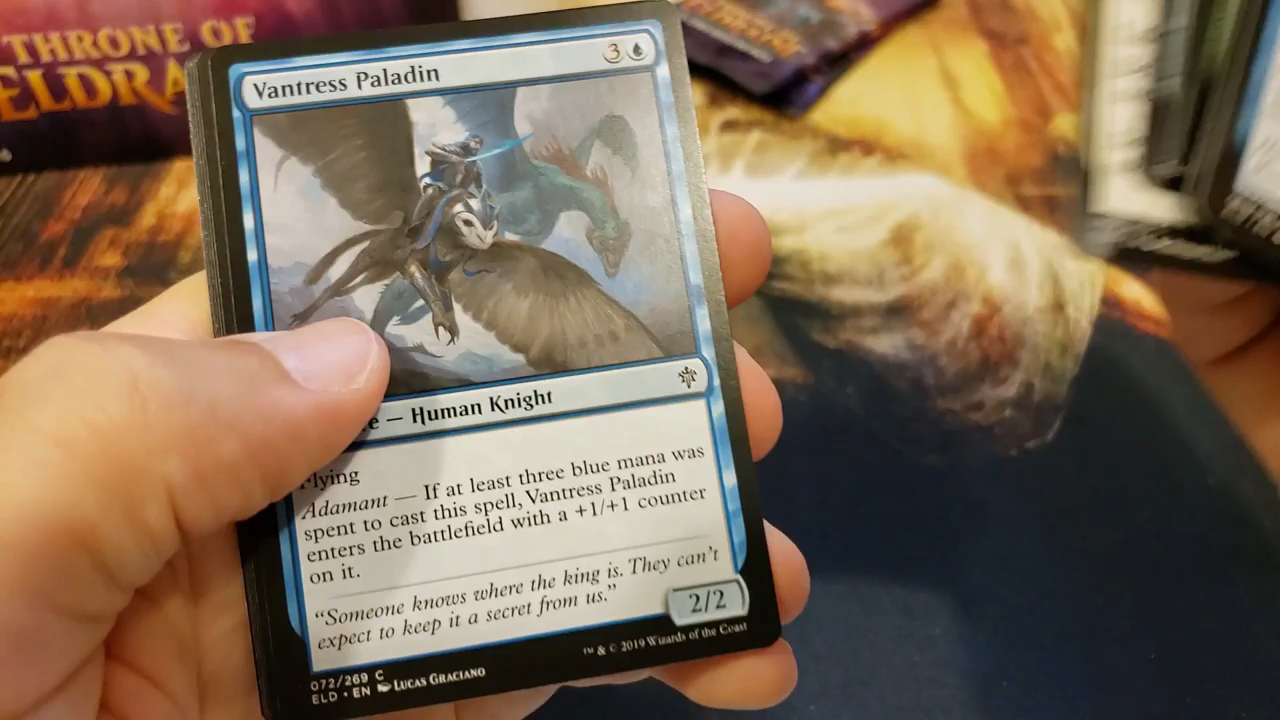 THRONE OF
ELDRA
Vantress Paladin
3
e — Human Knight
Flying
Adamant — If at least three blue mana was
spent to cast this spell, Vantress Paladin
enters the battlefield with a +1/+1 counter
on it.
“Someone knows where the king is. They can’t
expect to keep it a secret from us.”
2/2
072/269 C
ELD • EN LUCAS GRACIANO
™ & © 2019 Wizards of the Coast